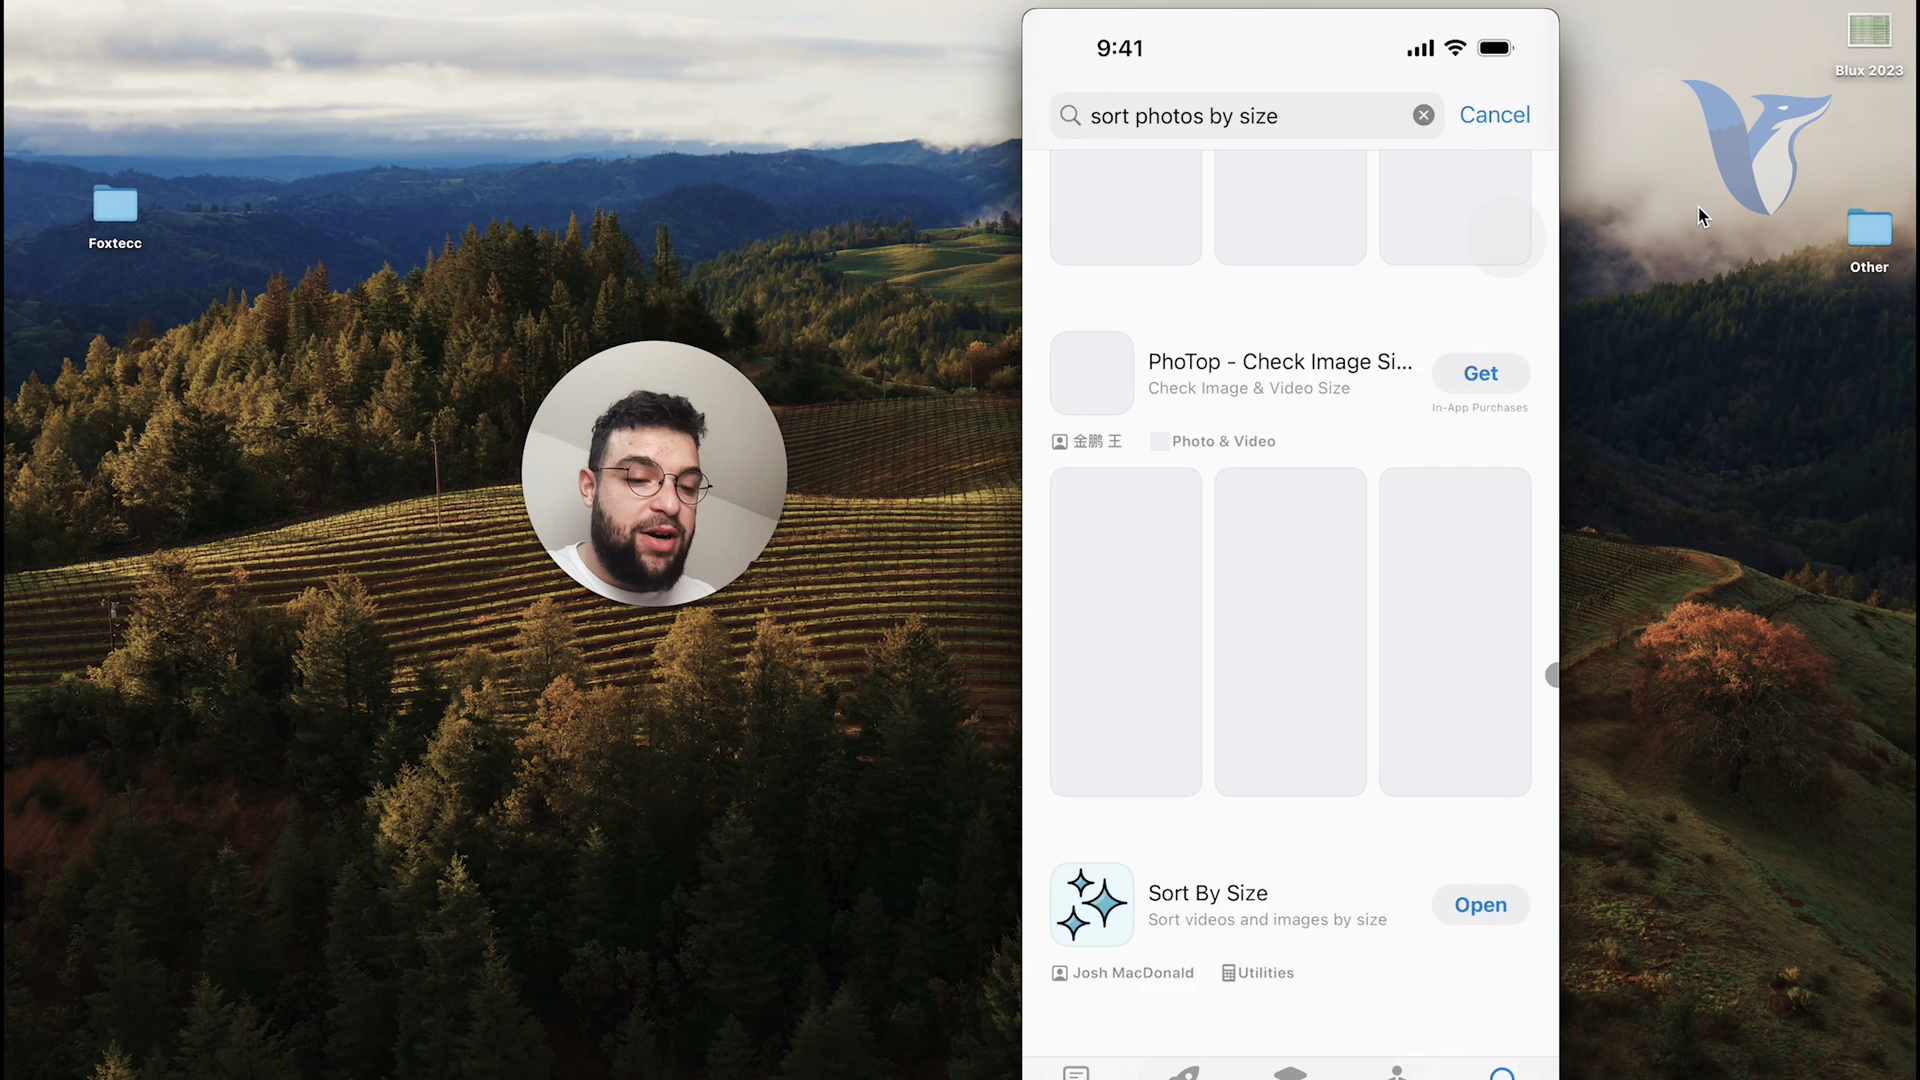 9:41
Blux 2023
sort photos by size
Cancel
Foxtecc
Other
PhoTop - Check Image Si...
Check Image & Video Size
Get
In-App Purchases
金鹏 王
Photo & Video
Sort By Size
Sort videos and images by size
Open
Josh MacDonald
Utilities